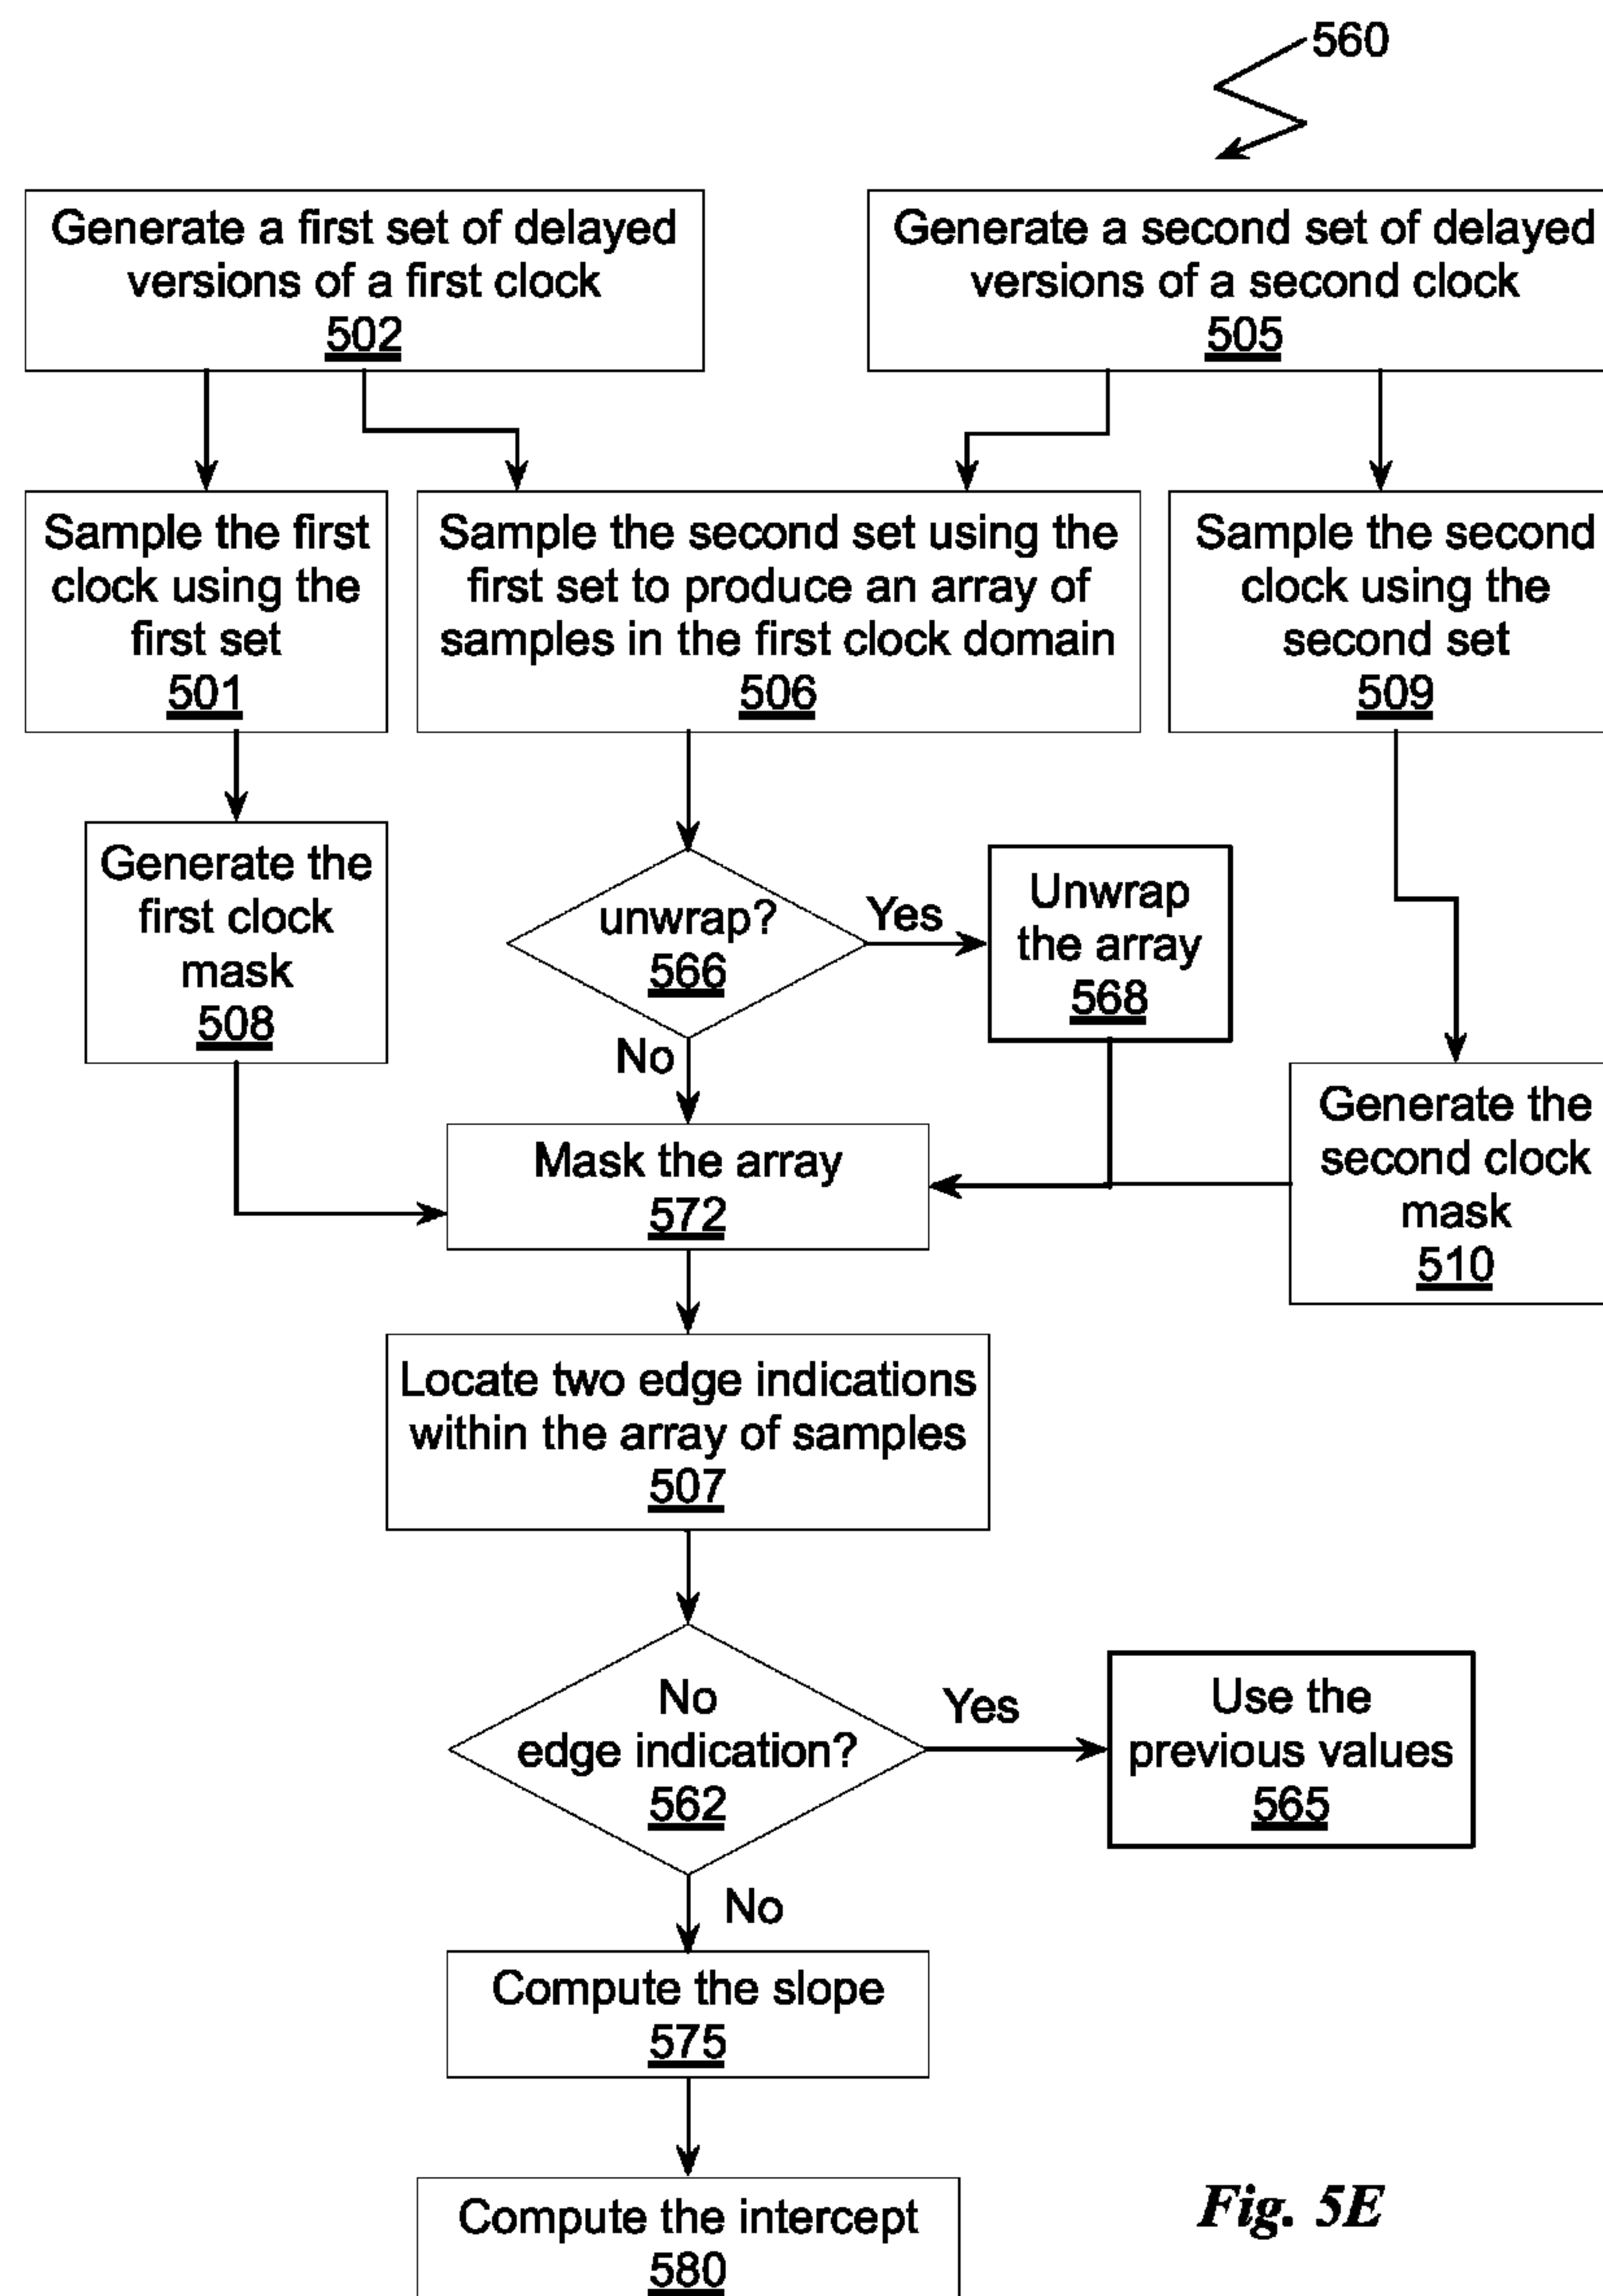 560
Generate a first set of delayed
versions of a first clock
502
Generate a second set of delayed
versions of a second clock
505
Sample the first
clock using the
first set
501
Sample the second set using the
first set to produce an array of
samples in the first clock domain
506
Sample the second
clock using the
second set
509
Generate the
first clock
mask
508
unwrap?
566
Yes
No
Unwrap
the array
568
Generate the
second clock
mask
510
Mask the array
572
Locate two edge indications
within the array of samples
507
No
edge indication?
562
Yes
No
Use the
previous values
565
Compute the slope
575
Compute the intercept
580
Fig. 5E